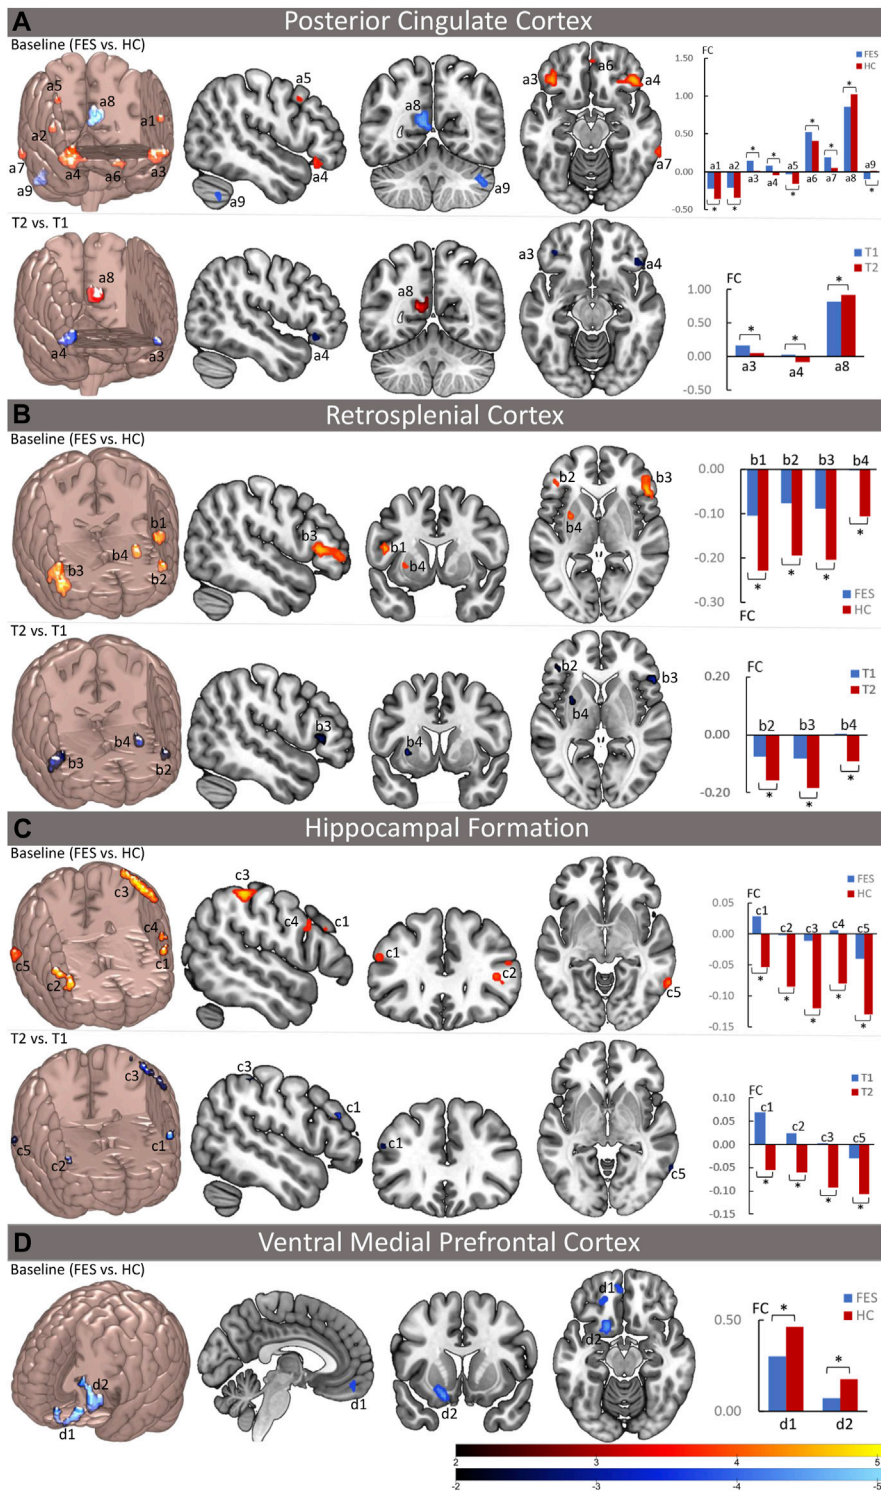 A Posterior Cingulate Cortex
Baseline (FES vs. HC)
a5
a8
a2
a1
a7
a4
a6
a3
a9
a5
a4
a9
a8
a9
a3
a6
a4
a7
FC
FES
HC
1.50
1.00
0.50
0.00
-0.50
a1 a2 a3 a4 a5 a6 a7 a8 a9
* * * * * * * * *
T2 vs. T1
a8
a4
a3
a4
a8
a3
a4
FC
T1
T2
1.00
0.50
0.00
-0.50
a3 a4 a8
* * *
B Retrosplenial Cortex
Baseline (FES vs. HC)
b1
b4
b3
b2
b3
b1
b4
b2
b3
b4
b1 b2 b3 b4
0.00
-0.10
-0.20
-0.30
* * * *
FES
HC
FC
T2 vs. T1
b4
b3
b2
b3
b4
b2
b3
b4
FC
T1
T2
0.20
0.00
-0.20
b2 b3 b4
* * *
C Hippocampal Formation
Baseline (FES vs. HC)
c3
c4
c1
c5
c2
c3
c4
c1
c1
c2
c5
FES
HC
FC
0.05
0.00
-0.05
-0.10
-0.15
c1 c2 c3 c4 c5
* * * * *
T2 vs. T1
c3
c1
c5
c2
c3
c1
c1
c5
T1
T2
FC
0.10
0.05
0.00
-0.05
-0.10
-0.15
c1 c2 c3 c5
* * * *
D Ventral Medial Prefrontal Cortex
Baseline (FES vs. HC)
d2
d1
d1
d2
d1
d2
FC
FES
HC
0.50
0.00
* *
d1 d2
2 3 4 5
-2 -3 -4 -5